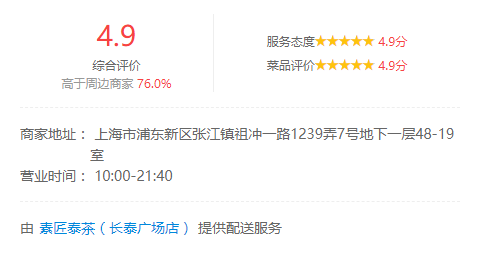 4.9
综合评价
高于周边商家 76.0%
服务态度 4.9分
菜品评价 4.9分
商家地址： 上海市浦东新区张江镇祖冲一路1239弄7号地下一层48-19
室
营业时间： 10:00-21:40
由 素匠泰茶（长泰广场店） 提供配送服务